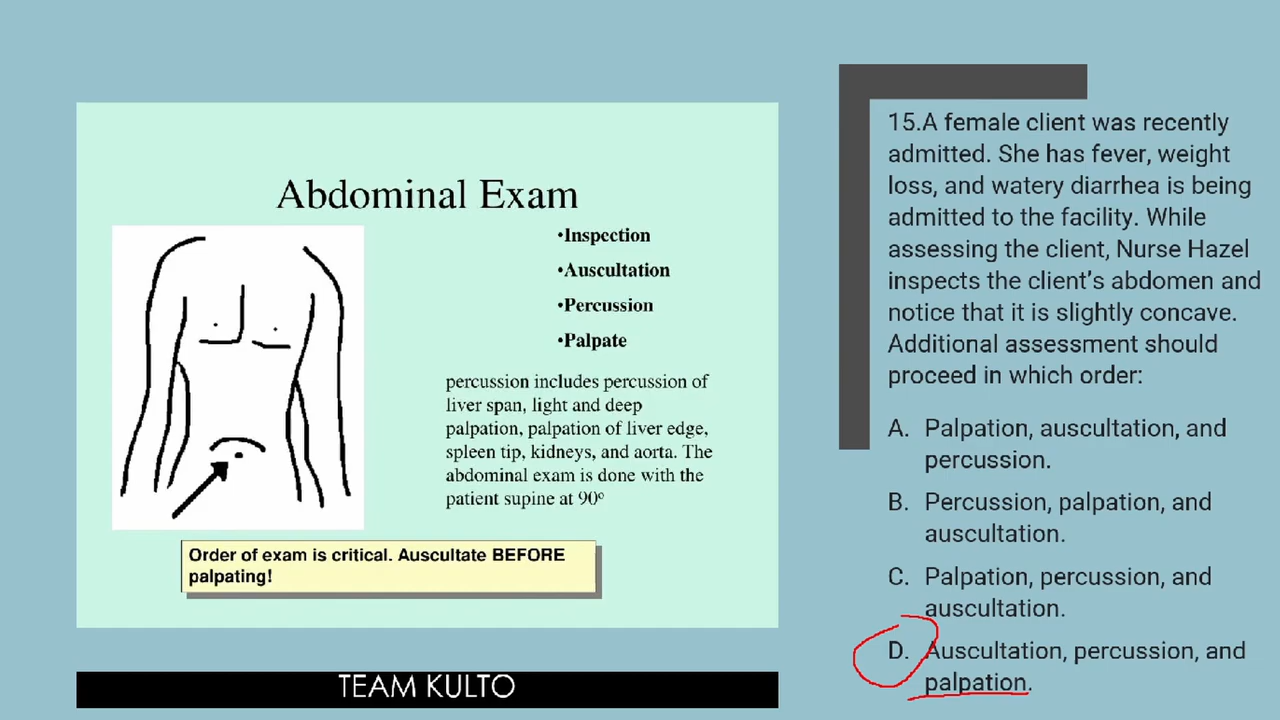 Abdominal Exam
•Inspection
•Auscultation
•Percussion
•Palpate
percussion includes percussion of
liver span, light and deep
palpation, palpation of liver edge,
spleen tip, kidneys, and aorta. The
abdominal exam is done with the
patient supine at 90º
Order of exam is critical. Auscultate BEFORE
palpating!
TEAM KULTO
15.A female client was recently
admitted. She has fever, weight
loss, and watery diarrhea is being
admitted to the facility. While
assessing the client, Nurse Hazel
inspects the client's abdomen and
notice that it is slightly concave.
Additional assessment should
proceed in which order:
A. Palpation, auscultation, and
percussion.
B. Percussion, palpation, and
auscultation.
C. Palpation, percussion, and
auscultation.
D. Auscultation, percussion, and
palpation.